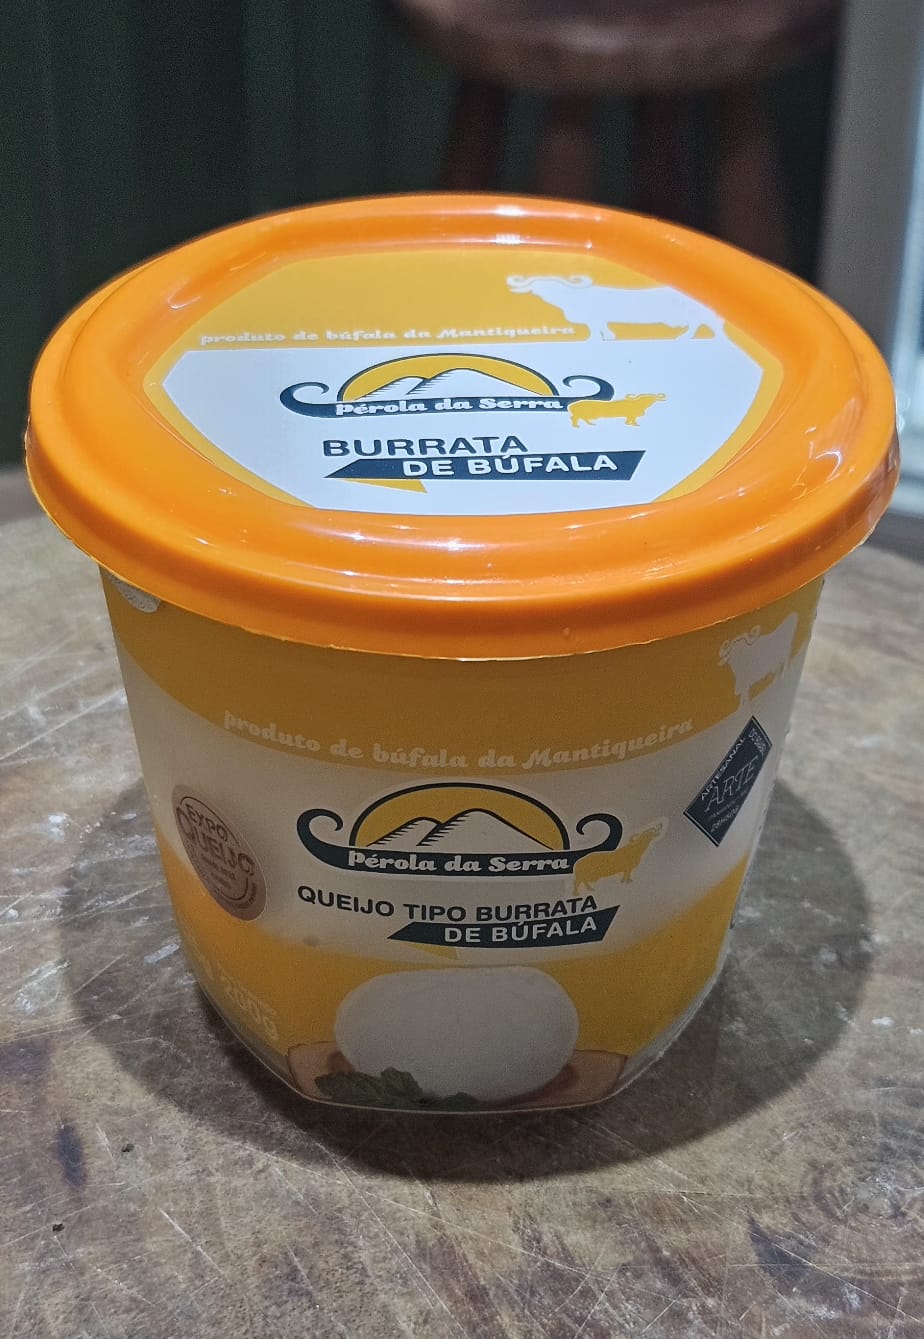 produto de búfala da Mantiqueira
Pérola da Serra
BURRATA
DE BÚFALA
produto de búfala da Mantiqueira
ARTESANAL
ARTE
EXPO
QUEIJO
Pérola da Serra
QUEIJO TIPO BURRATA
DE BÚFALA
200g